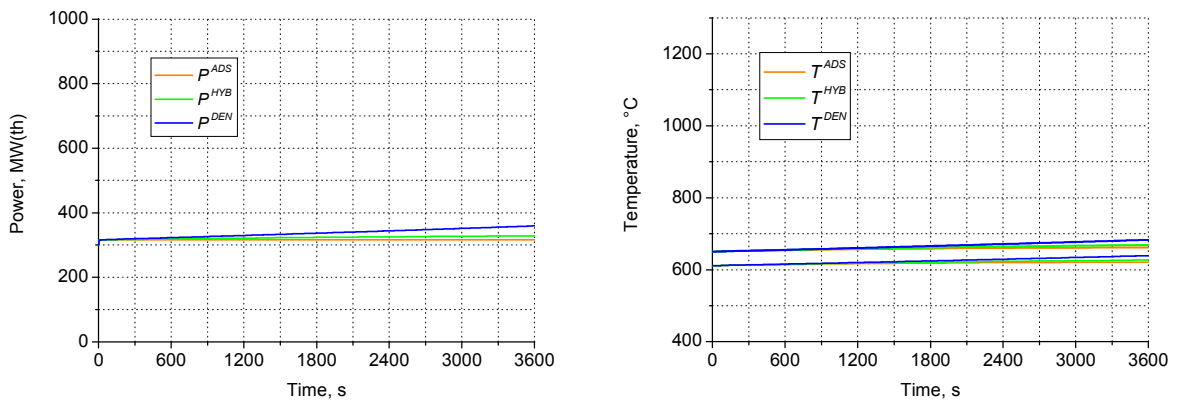 1000
800
600
400
200
0
Power, MW(th)
P^ADS
P^HYB
P^DEN
0 600 1200 1800 2400 3000 3600
Time, s
1200
1000
800
600
400
Temperature, °C
T^ADS
T^HYB
T^DEN
0 600 1200 1800 2400 3000 3600
Time, s